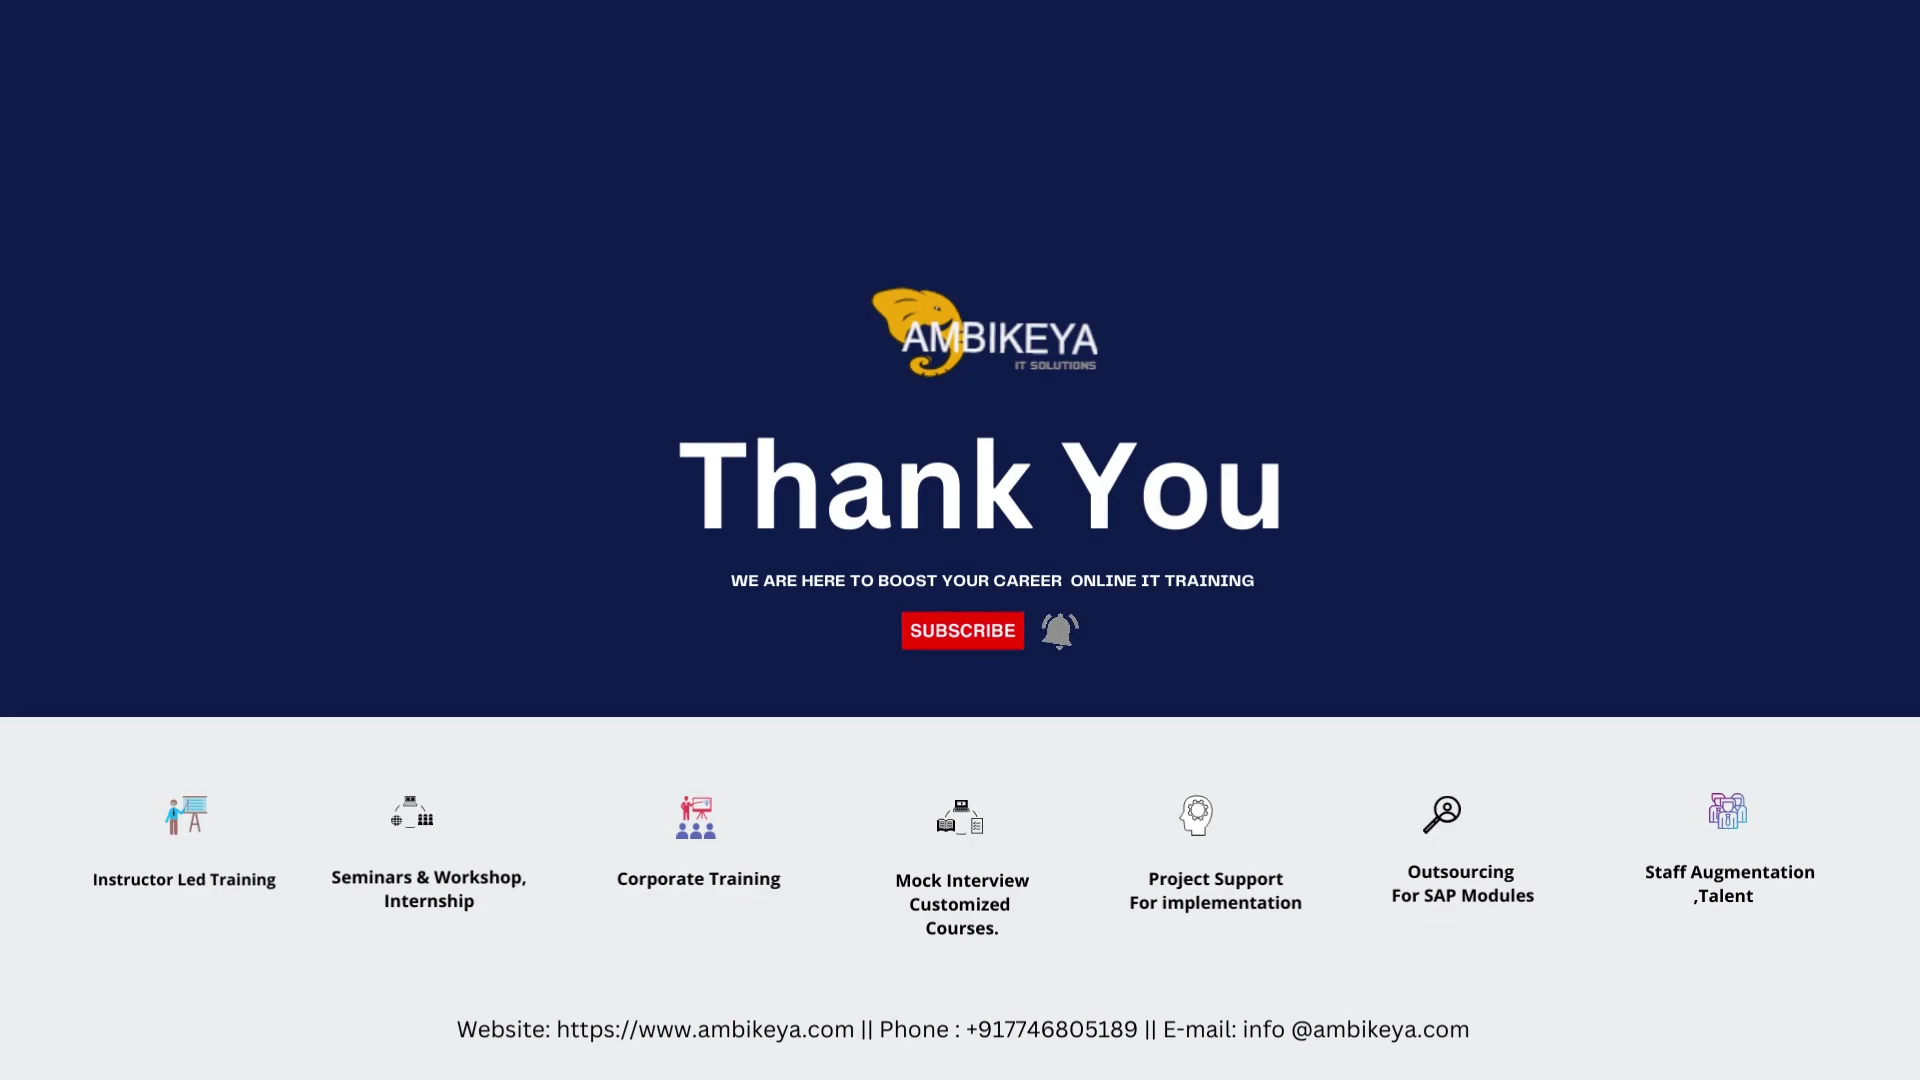 AMBIKEYA
IT SOLUTIONS
Thank You
WE ARE HERE TO BOOST YOUR CAREER  ONLINE IT TRAINING
SUBSCRIBE
Instructor Led Training
Seminars & Workshop,
Internship
Corporate Training
Mock Interview
Customized
Courses.
Project Support
For implementation
Outsourcing
For SAP Modules
Staff Augmentation
,Talent
Website: https://www.ambikeya.com || Phone : +917746805189 || E-mail: info @ambikeya.com